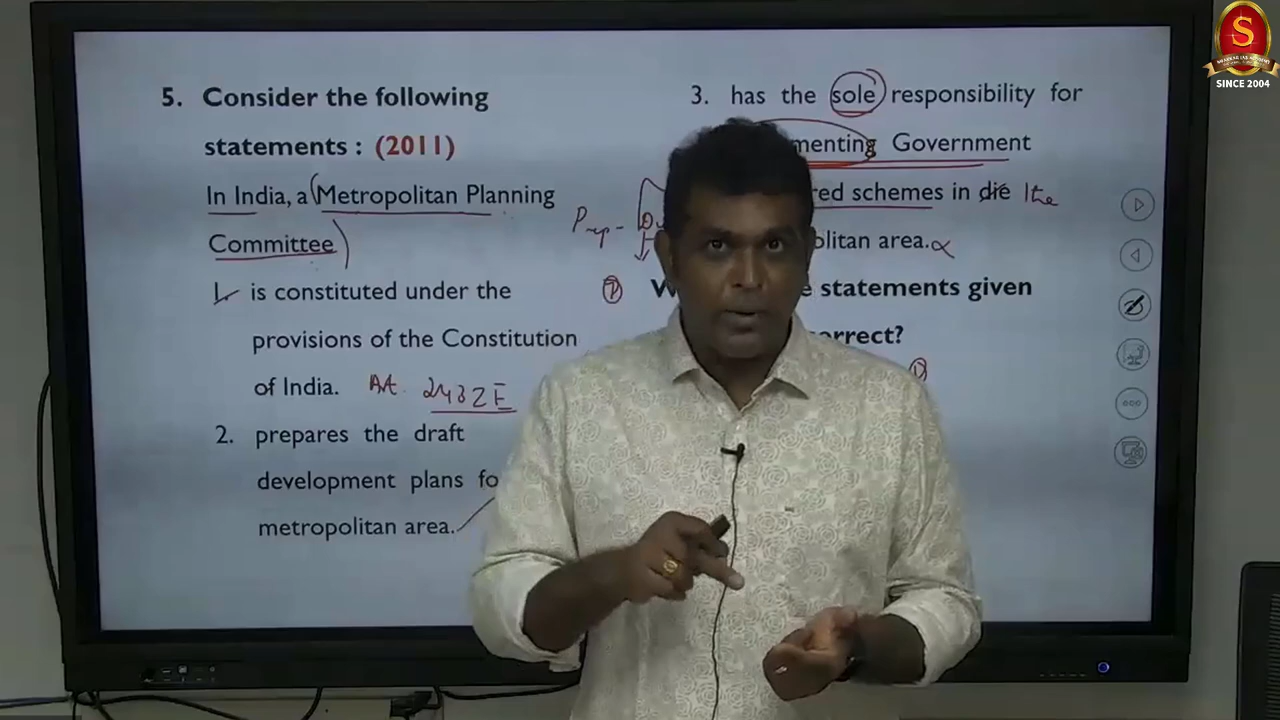 5. Consider the following
statements : (2011)
In India, a Metropolitan Planning
Committee
1. is constituted under the
provisions of the Constitution
of India. Art. 243ZE
2. prepares the draft
development plans fo
metropolitan area.
3. has the sole responsibility for
menting Government
red schemes in die the
Prep-
olitan area.
statements given
orrect?
S
SINCE 2004